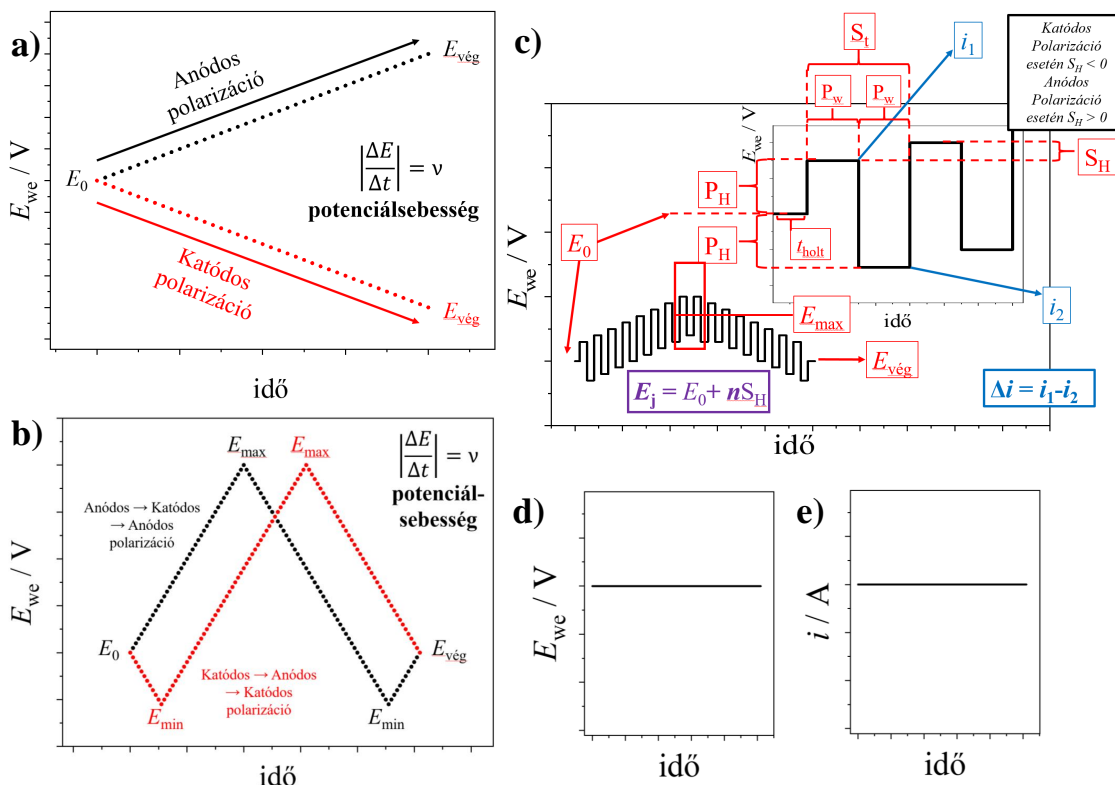 a)
E_we / V
Anódos
polarizáció
E_vég
E_0
|ΔE/Δt| = ν
potenciálsebesség
Katódos
polarizáció
E_vég
idő
b)
E_we / V
E_max
E_max
|ΔE/Δt| = ν
potenciál-
sebesség
Anódos → Katódos
→ Anódos
polarizáció
E_0
E_vég
Katódos → Anódos
→ Katódos
polarizáció
E_min
E_min
idő
c)
S_t
i_1
Katódos
Polarizáció
esetén S_H < 0
Anódos
Polarizáció
esetén S_H > 0
P_w
P_w
E_we / V
S_H
P_H
E_0
t_holt
P_H
E_we / V
idő
i_2
E_max
E_vég
E_j = E_0 + nS_H
Δi = i_1-i_2
idő
d)
E_we / V
idő
e)
i / A
idő